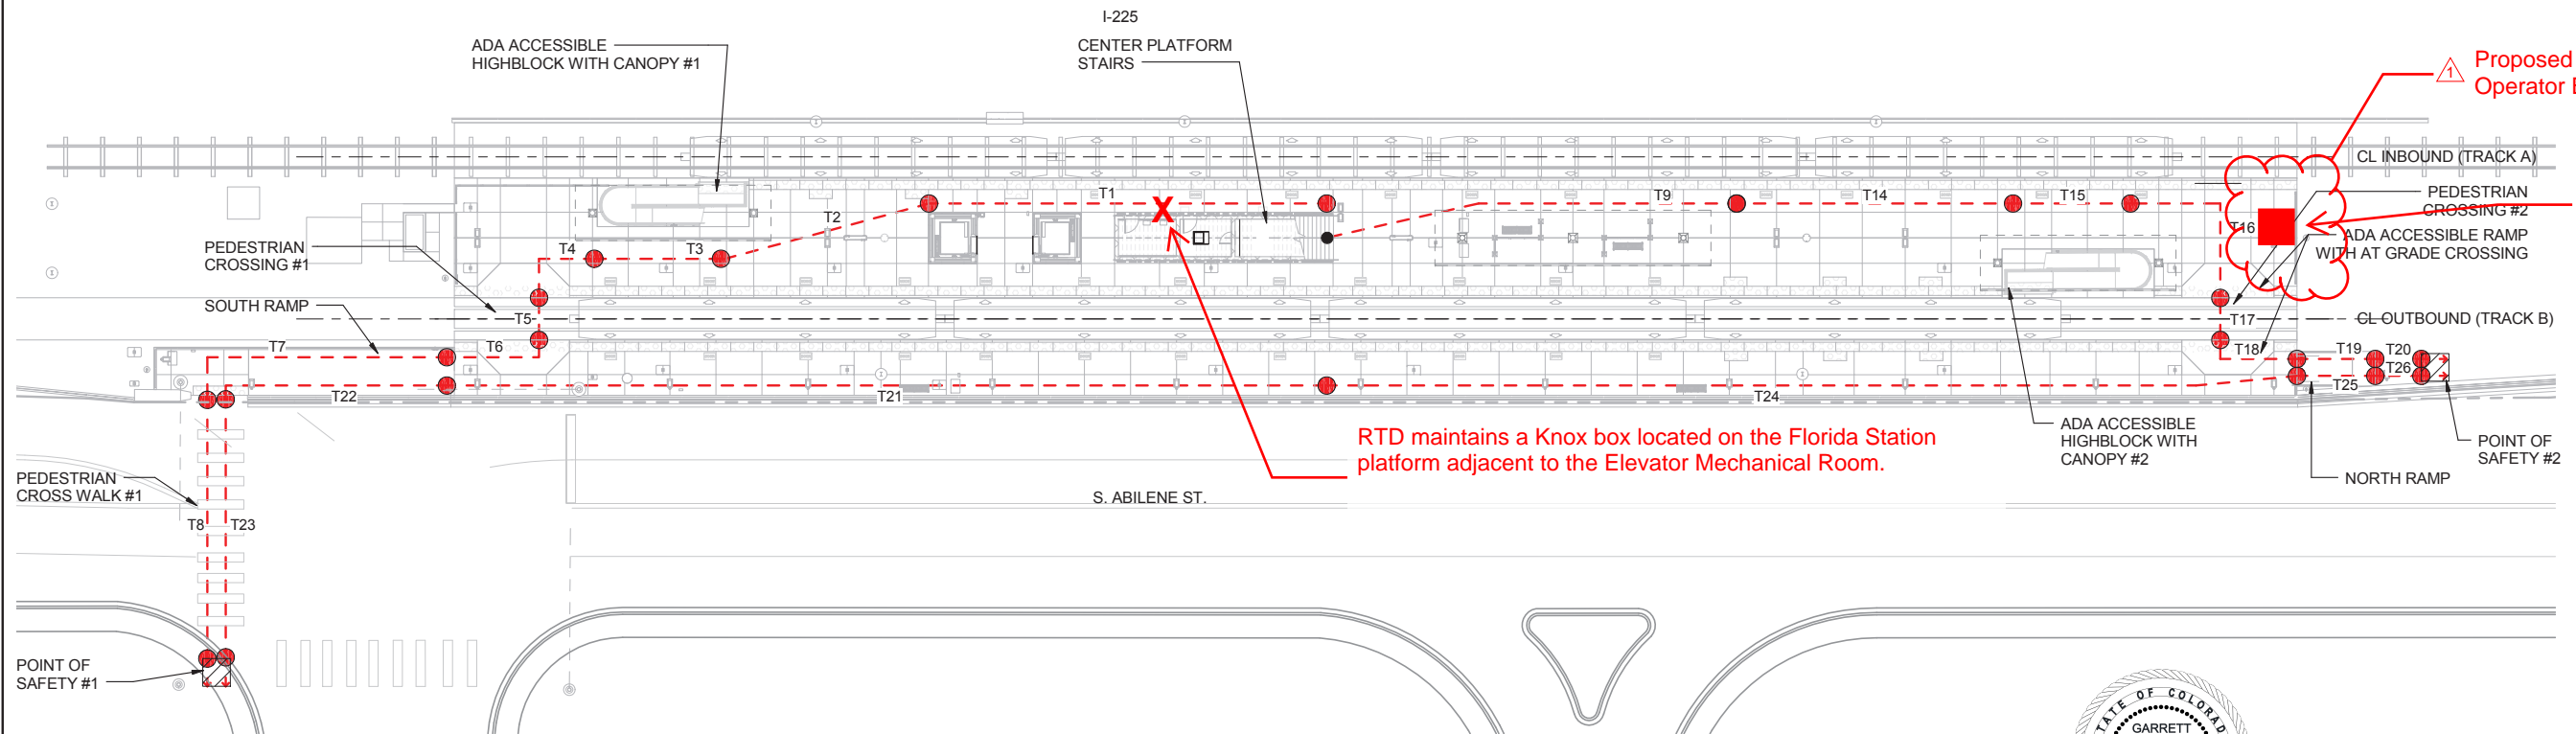 I-225
ADA ACCESSIBLE
HIGHBLOCK WITH CANOPY #1
CENTER PLATFORM
STAIRS
1
Proposed
Operator
CL INBOUND (TRACK A)
T1
T2
T9
T14
T15
PEDESTRIAN
CROSSING #2
X
T16
PEDESTRIAN
CROSSING #1
T4
T3
ADA ACCESSIBLE RAMP
WITH AT GRADE CROSSING
SOUTH RAMP
T5
T17
CL OUTBOUND (TRACK B)
T7
T6
T18
T19
T20
T26
T25
T22
T21
T24
RTD maintains a Knox box located on the Florida Station
platform adjacent to the Elevator Mechanical Room.
ADA ACCESSIBLE
HIGHBLOCK WITH
CANOPY #2
POINT OF
SAFETY #2
NORTH RAMP
PEDESTRIAN
CROSS WALK #1
S. ABILENE ST.
T8
T23
POINT OF
SAFETY #1
OF COLORAD
GARRETT